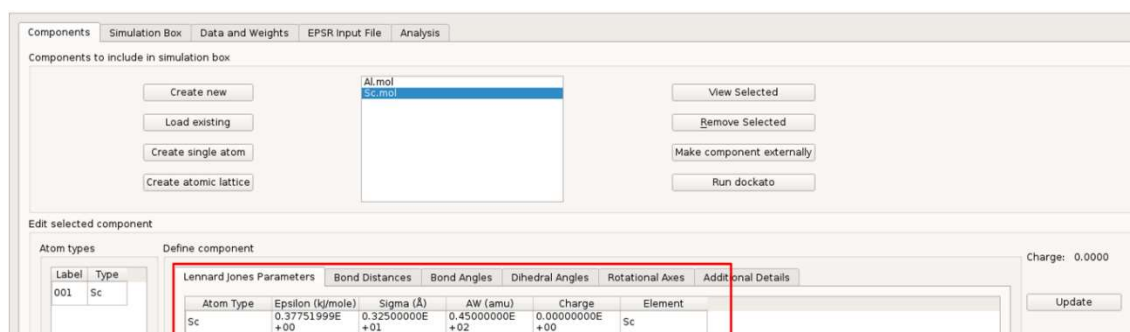 Components Simulation Box Data and Weights EPSR Input File Analysis
Components to include in simulation box
Al.mol
Create new Sc.mol View Selected
Load existing Remove Selected
Create single atom Make component externally
Create atomic lattice Run dockato
Edit selected component
Atom types Define component Charge: 0.0000
Label Type Lennard Jones Parameters Bond Distances Bond Angles Dihedral Angles Rotational Axes Additional Details
001 Sc Update
Atom Type Epsilon (kJ/mole) Sigma (Å) AW (amu) Charge Element
Sc 0.37751999E+00 0.32500000E+01 0.45000000E+02 0.00000000E+00 Sc